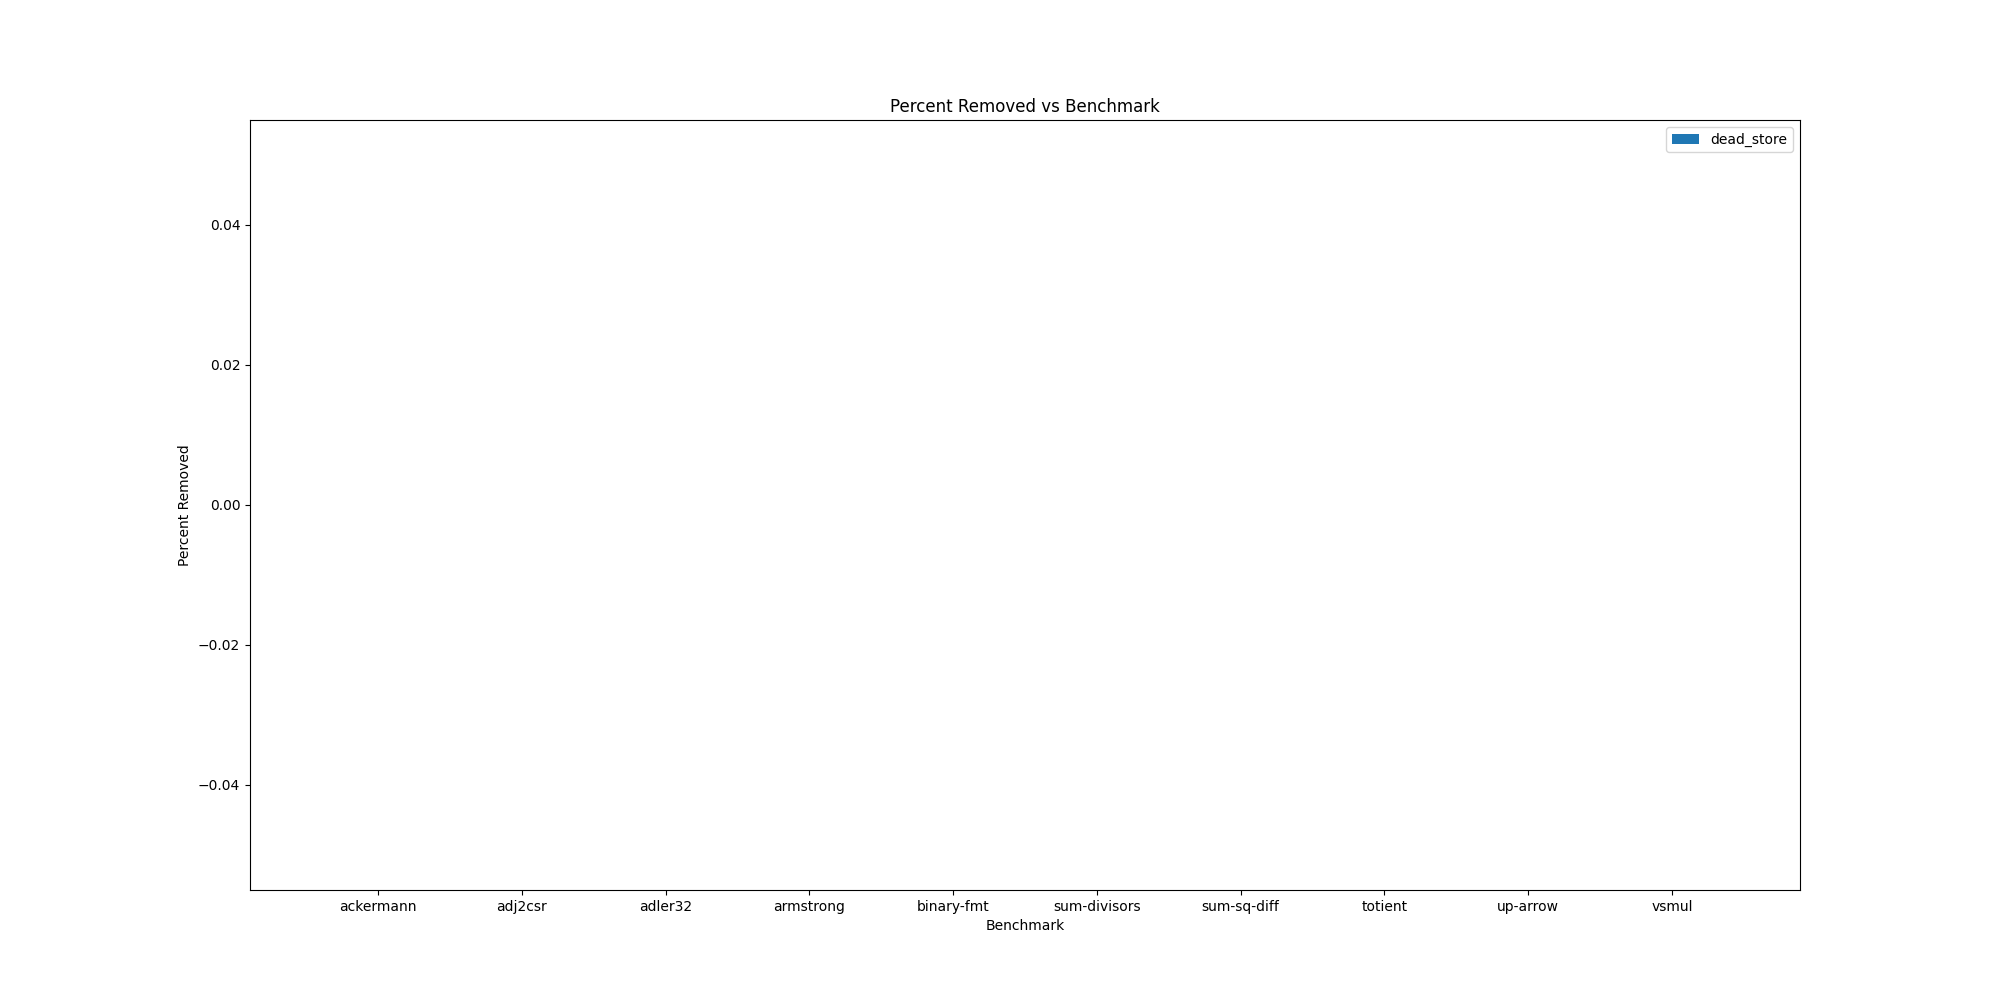 Percent Removed vs Benchmark
dead_store
0.04
0.02
0.00
−0.02
−0.04
Percent Removed
ackermann adj2csr adler32 armstrong binary-fmt sum-divisors sum-sq-diff totient up-arrow vsmul
Benchmark